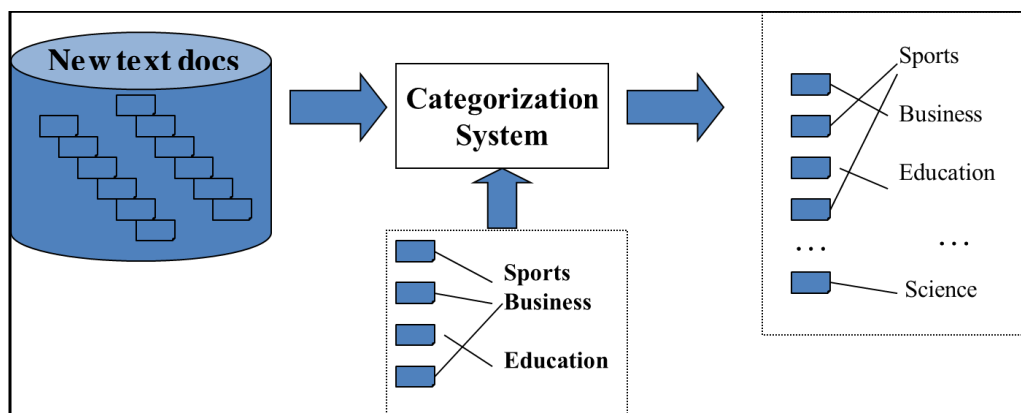 New text docs
Categorization
System
Sports
Business
Education
Sports
Business
Education
... ...
Science